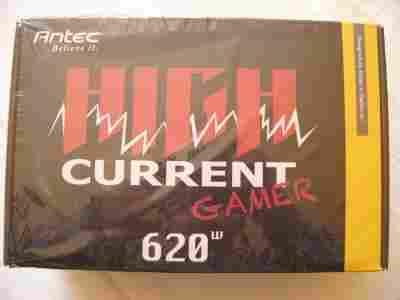 Antec
Believe it.
HIGH
CURRENT
GAMER
620W